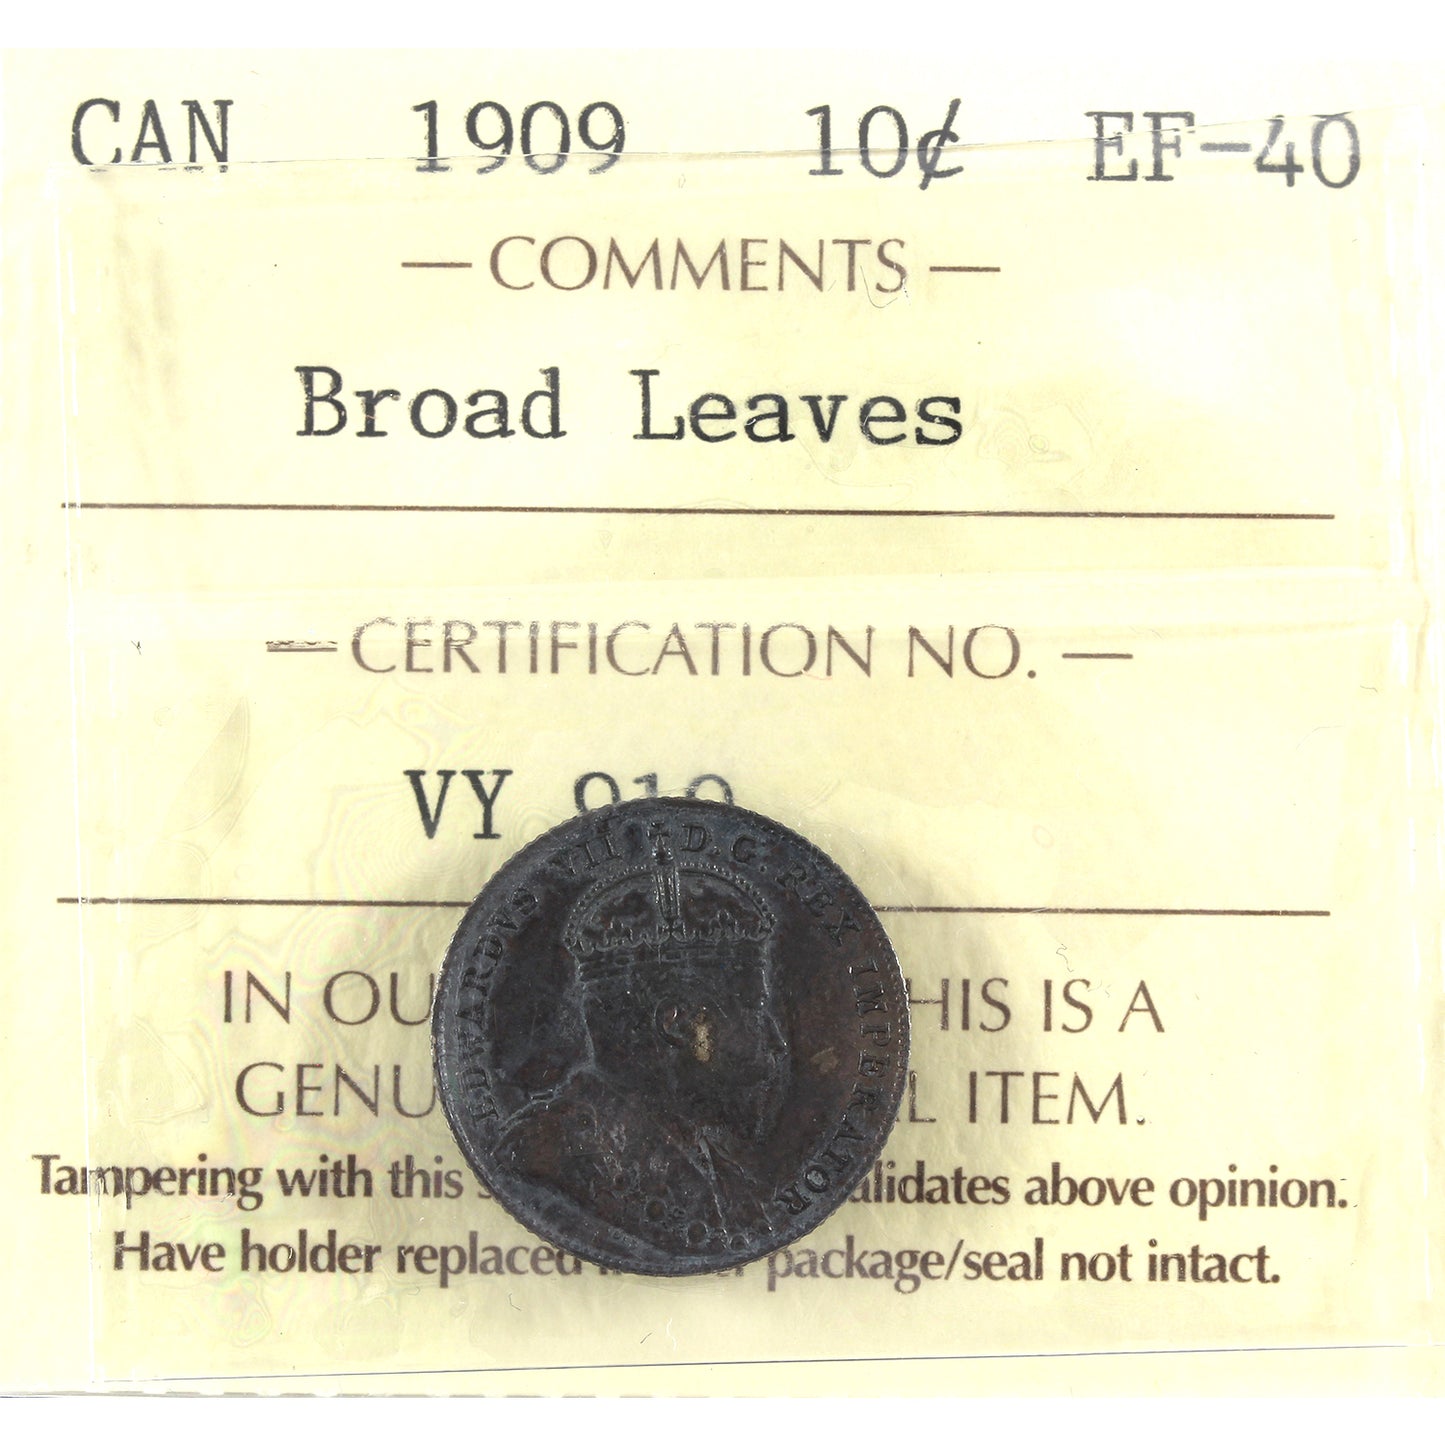 CAN 1909 10¢ EF-40
— COMMENTS —
Broad Leaves
— CERTIFICATION NO. —
VY
EDWARDVS VII ✝ D.G. REX IMPERATOR
IN OU HIS IS A
GENU L ITEM.
Tampering with this s alidates above opinion.
Have holder replaced package/seal not intact.